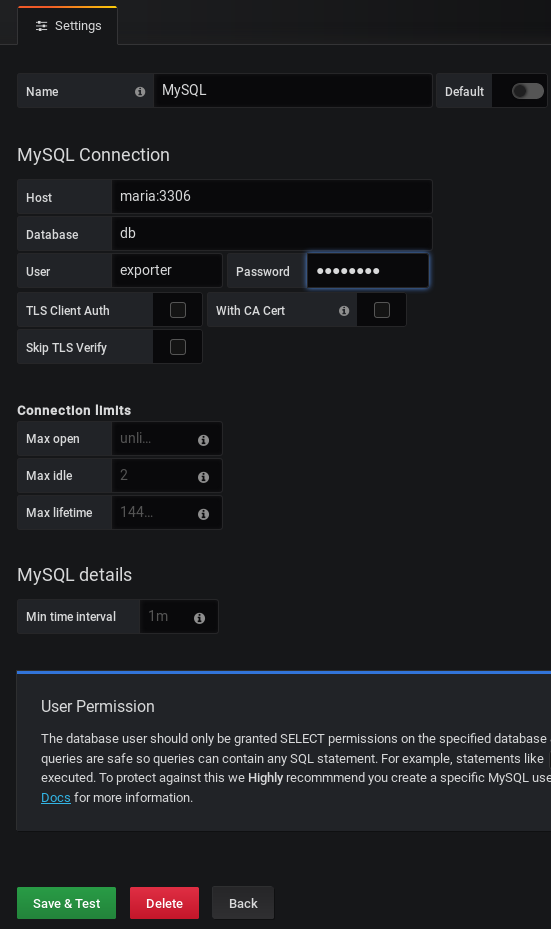 Settings
Name MySQL Default
MySQL Connection
Host maria:3306
Database db
User exporter Password ●●●●●●●●
TLS Client Auth With CA Cert
Skip TLS Verify
Connection limits
Max open unli...
Max idle 2
Max lifetime 144...
MySQL details
Min time interval 1m
User Permission
The database user should only be granted SELECT permissions on the specified database
queries are safe so queries can contain any SQL statement. For example, statements like
executed. To protect against this we Highly recommmend you create a specific MySQL use
Docs for more information.
Save & Test Delete Back